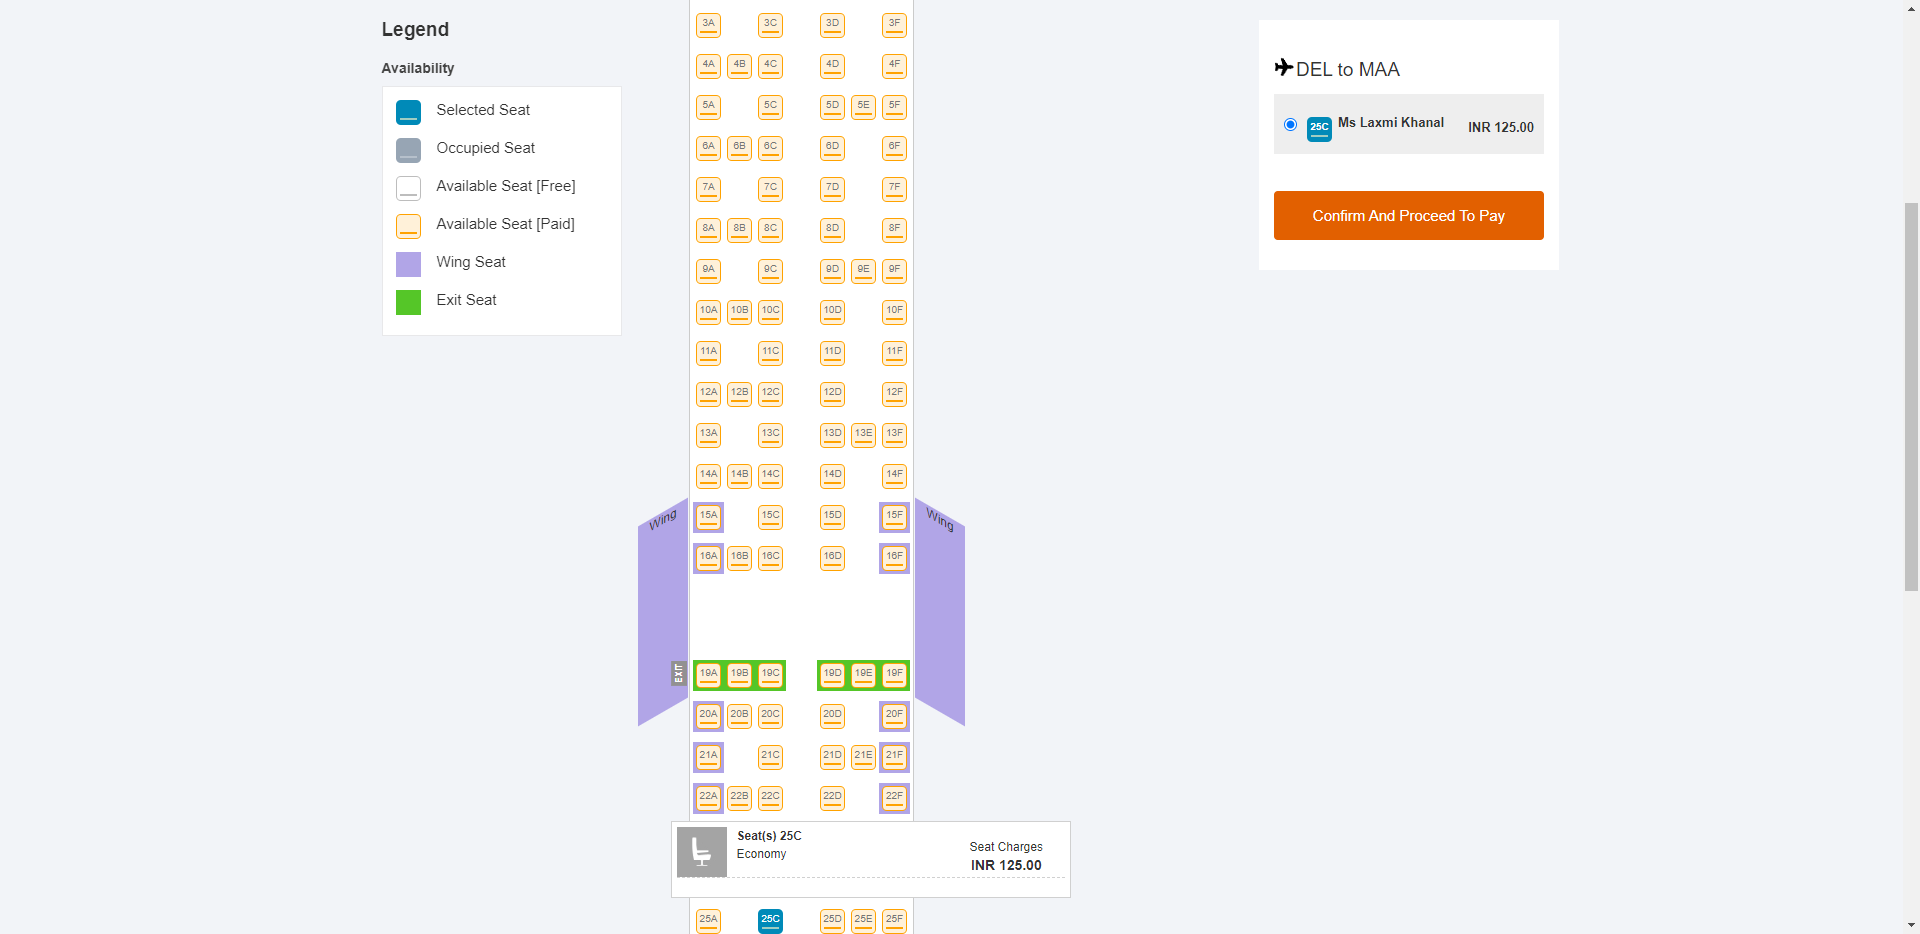 Legend
Availability
Selected Seat
Occupied Seat
Available Seat [Free]
Available Seat [Paid]
Wing Seat
Exit Seat
3A 3C 3D 3F
4A 4B 4C 4D 4F
5A 5C 5D 5E 5F
6A 6B 6C 6D 6F
7A 7C 7D 7F
8A 8B 8C 8D 8F
9A 9C 9D 9E 9F
10A 10B 10C 10D 10F
11A 11C 11D 11F
12A 12B 12C 12D 12F
13A 13C 13D 13E 13F
14A 14B 14C 14D 14F
Wing 15A 15C 15D 15F Wing
16A 16B 16C 16D 16F
EXIT 19A 19B 19C 19D 19E 19F
20A 20B 20C 20D 20F
21A 21C 21D 21E 21F
22A 22B 22C 22D 22F
Seat(s) 25C
Economy
Seat Charges
INR 125.00
25A 25C 25D 25E 25F
DEL to MAA
25C Ms Laxmi Khanal INR 125.00
Confirm And Proceed To Pay